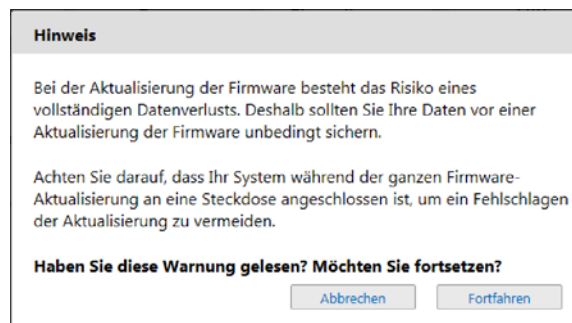 Hinweis
Bei der Aktualisierung der Firmware besteht das Risiko eines
vollständigen Datenverlusts. Deshalb sollten Sie Ihre Daten vor einer
Aktualisierung der Firmware unbedingt sichern.
Achten Sie darauf, dass Ihr System während der ganzen Firmware-
Aktualisierung an eine Steckdose angeschlossen ist, um ein Fehlschlagen
der Aktualisierung zu vermeiden.
Haben Sie diese Warnung gelesen? Möchten Sie fortsetzen?
Abbrechen Fortfahren